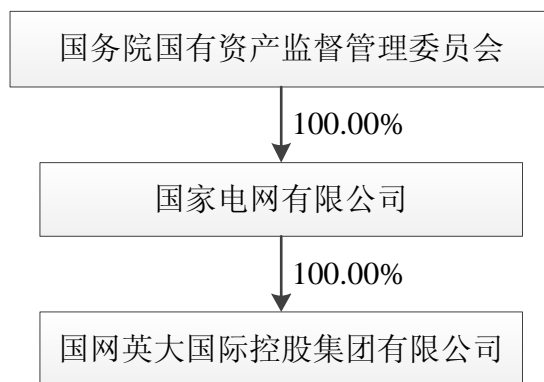 国务院国有资产监督管理委员会
100.00%
国家电网有限公司
100.00%
国网英大国际控股集团有限公司